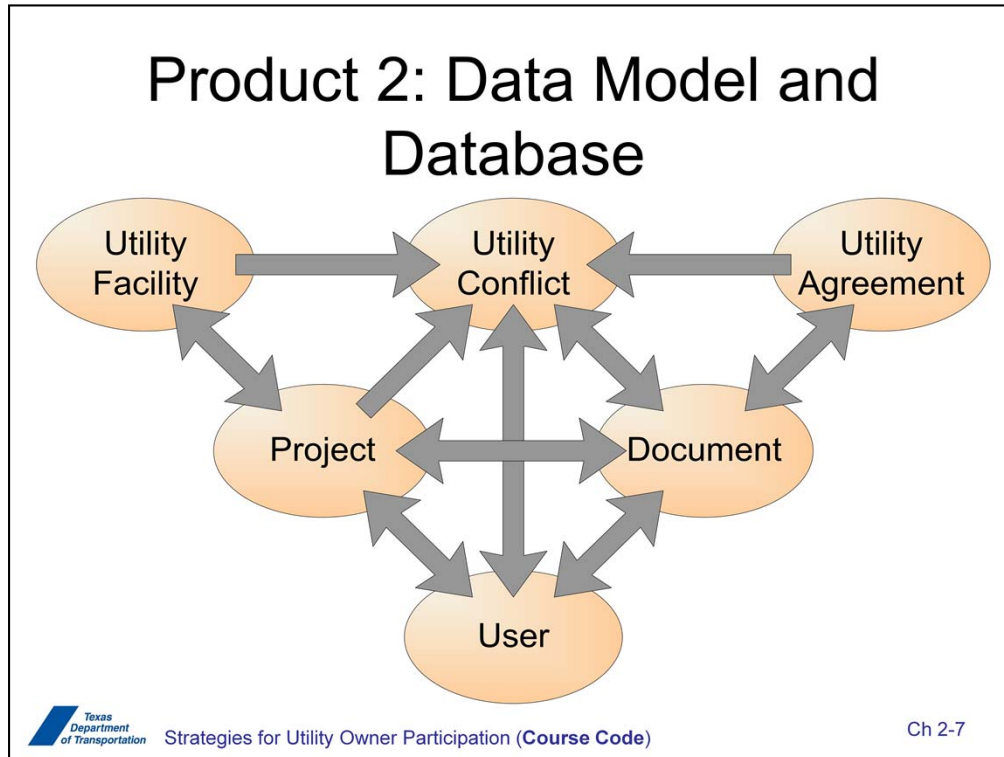 Product 2: Data Model and
Database
Utility
Facility
Utility
Conflict
Utility
Agreement
Project
Document
User
Texas
Department
of Transportation
Strategies for Utility Owner Participation (Course Code)
Ch 2-7